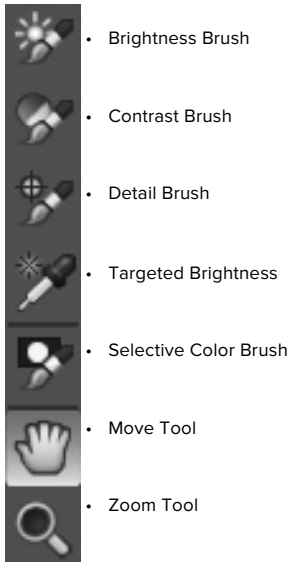 • Brightness Brush
• Contrast Brush
• Detail Brush
• Targeted Brightness
• Selective Color Brush
• Move Tool
• Zoom Tool